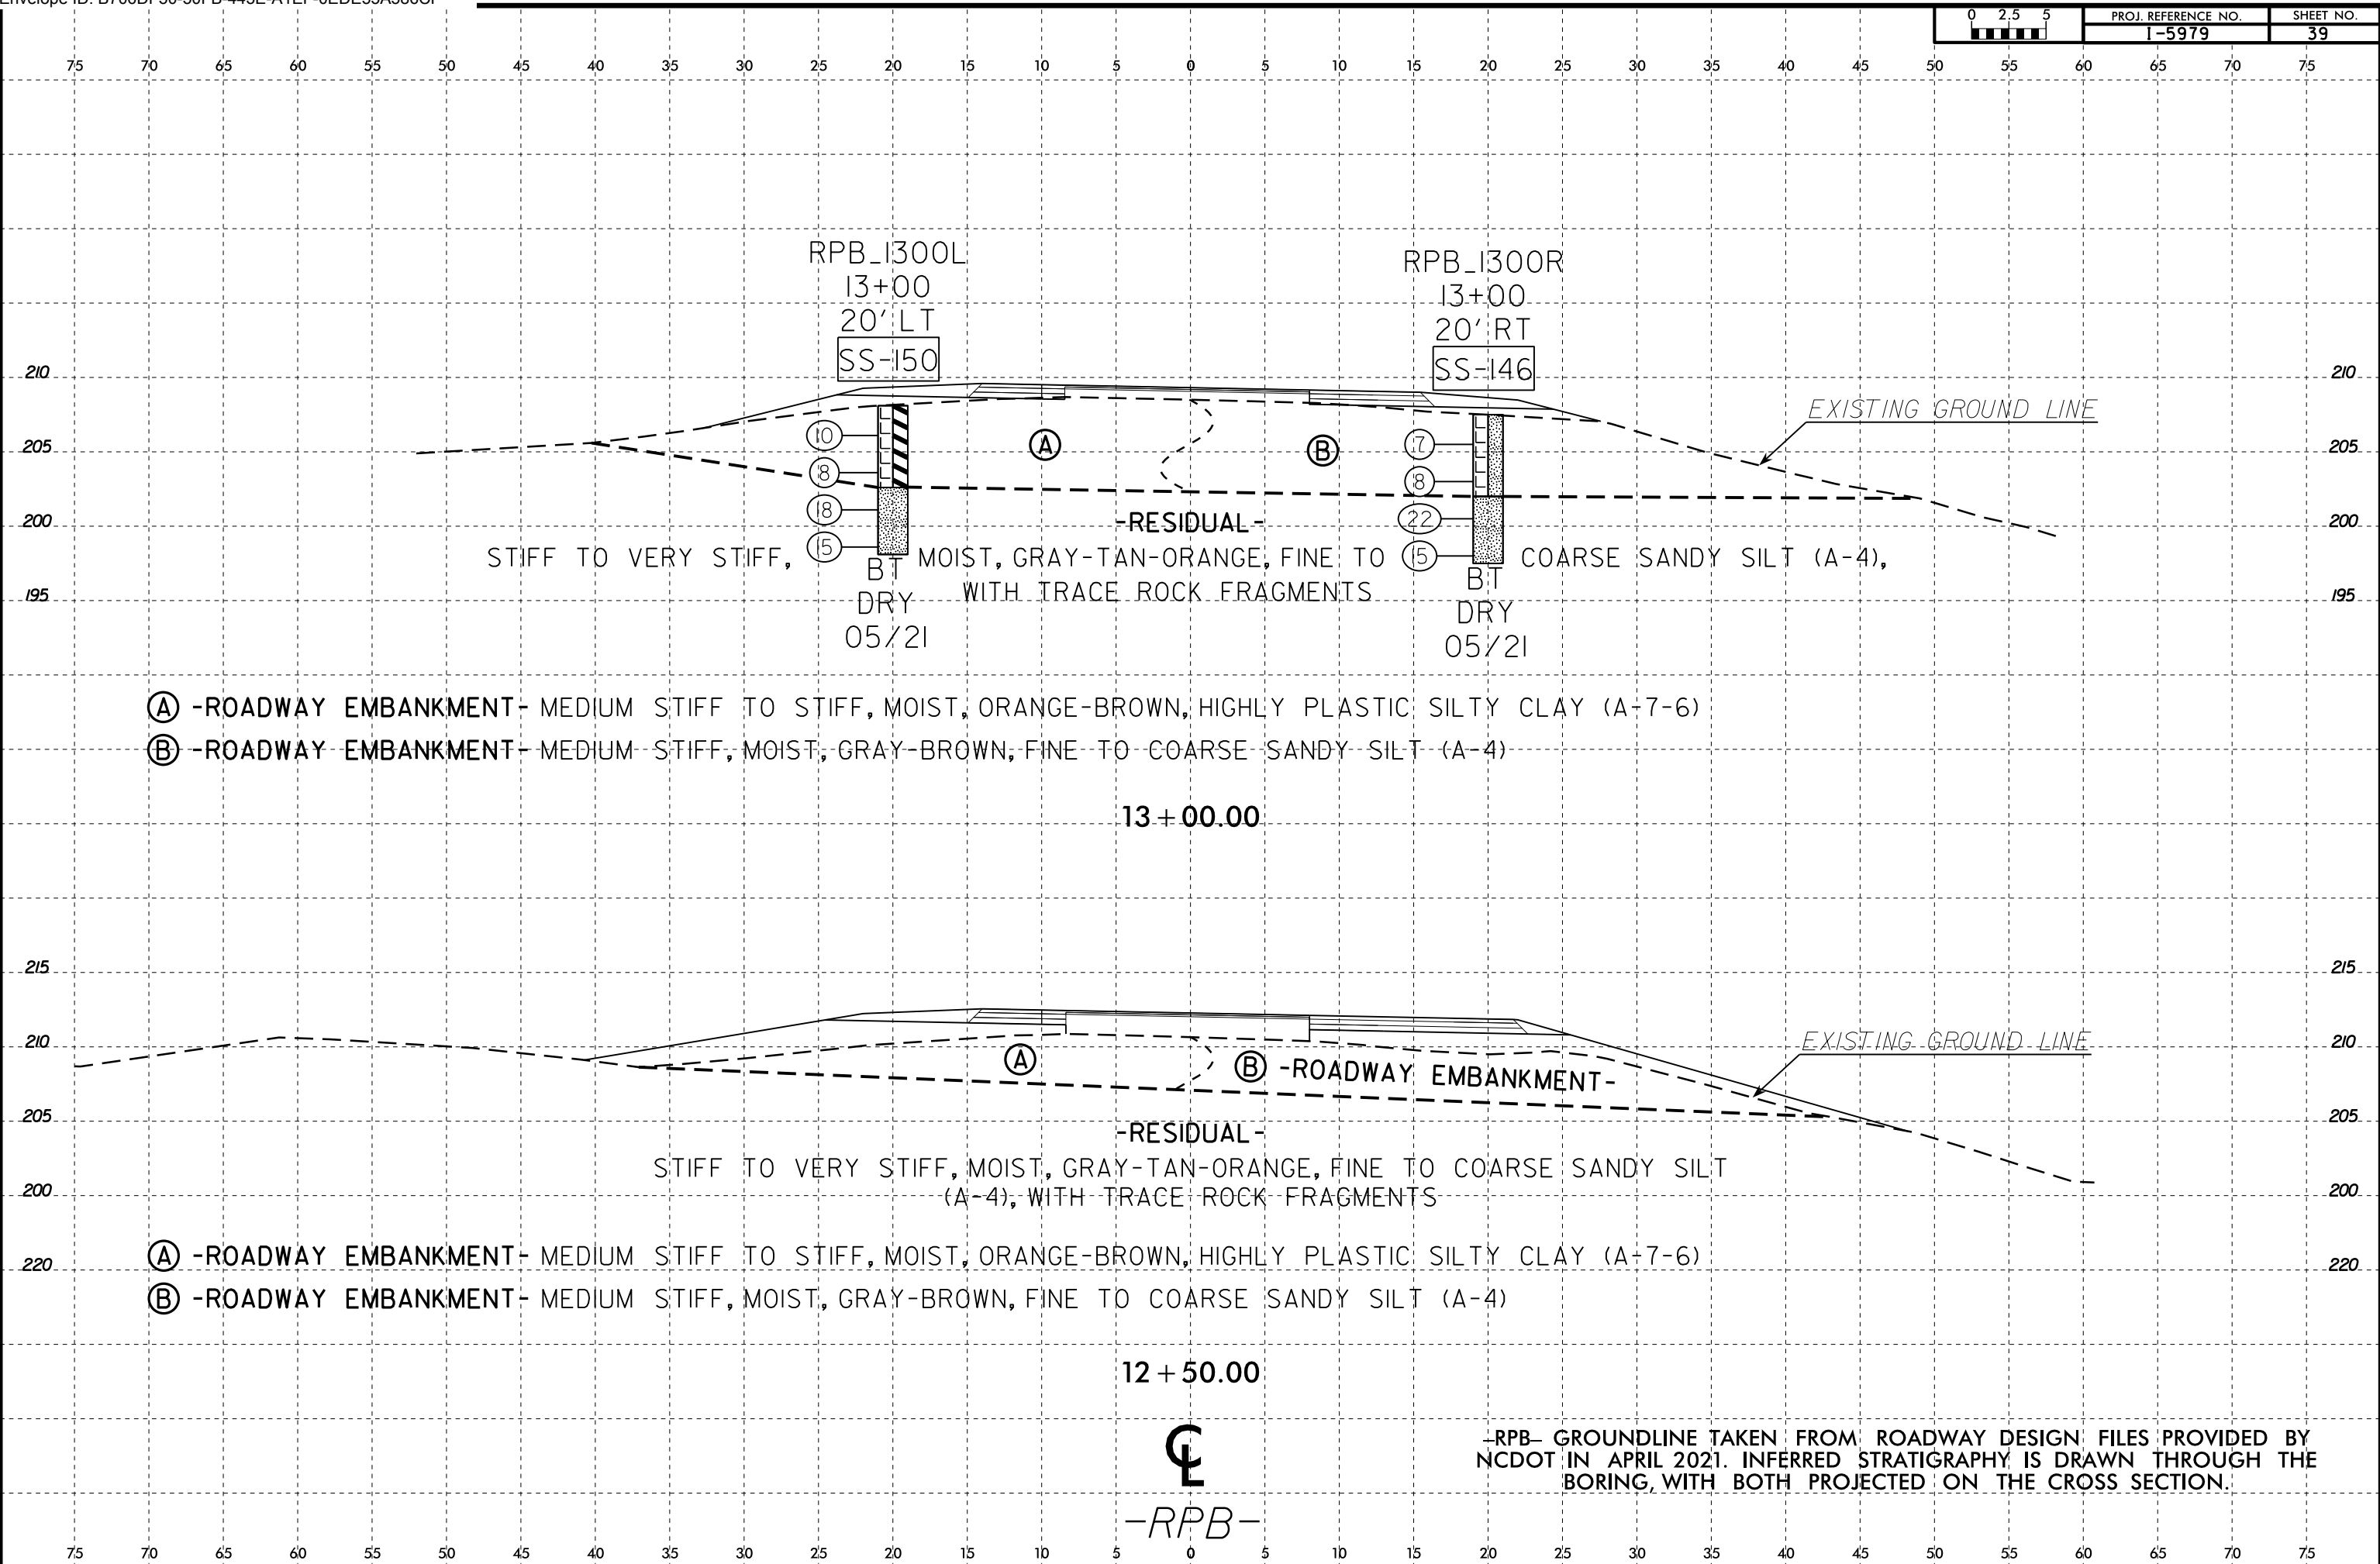 0 2.5 5
PROJ. REFERENCE NO. SHEET NO.
I-5979 39
75 70 65 60 55 50 45 40 35 30 25 20 15 10 5 0 5 10 15 20 25 30 35 40 45 50 55 60 65 70 75
RPB_1300L
13+00
20' LT
SS-150
RPB_1300R
13+00
20' RT
SS-146
210 210
EXISTING GROUND LINE
10 A B 17
205 205
8 8
18 22
200 -RESIDUAL- 200
15 15
STIFF TO VERY STIFF, MOIST, GRAY-TAN-ORANGE, FINE TO COARSE SANDY SILT (A-4),
WITH TRACE ROCK FRAGMENTS
195 195
BT
DRY
05/21
BT
DRY
05/21
A -ROADWAY EMBANKMENT- MEDIUM STIFF TO STIFF, MOIST, ORANGE-BROWN, HIGHLY PLASTIC SILTY CLAY (A-7-6)
B -ROADWAY EMBANKMENT- MEDIUM STIFF, MOIST, GRAY-BROWN, FINE TO COARSE SANDY SILT (A-4)
13+00.00
215 215
210 210
EXISTING GROUND LINE
A B -ROADWAY EMBANKMENT-
205 205
-RESIDUAL-
STIFF TO VERY STIFF, MOIST, GRAY-TAN-ORANGE, FINE TO COARSE SANDY SILT
(A-4), WITH TRACE ROCK FRAGMENTS
200 200
A -ROADWAY EMBANKMENT- MEDIUM STIFF TO STIFF, MOIST, ORANGE-BROWN, HIGHLY PLASTIC SILTY CLAY (A-7-6)
220 220
B -ROADWAY EMBANKMENT- MEDIUM STIFF, MOIST, GRAY-BROWN, FINE TO COARSE SANDY SILT (A-4)
12+50.00
CL
-RPB-
-RPB- GROUNDLINE TAKEN FROM ROADWAY DESIGN FILES PROVIDED BY
NCDOT IN APRIL 2021. INFERRED STRATIGRAPHY IS DRAWN THROUGH THE
BORING, WITH BOTH PROJECTED ON THE CROSS SECTION.
75 70 65 60 55 50 45 40 35 30 25 20 15 10 5 0 5 10 15 20 25 30 35 40 45 50 55 60 65 70 75